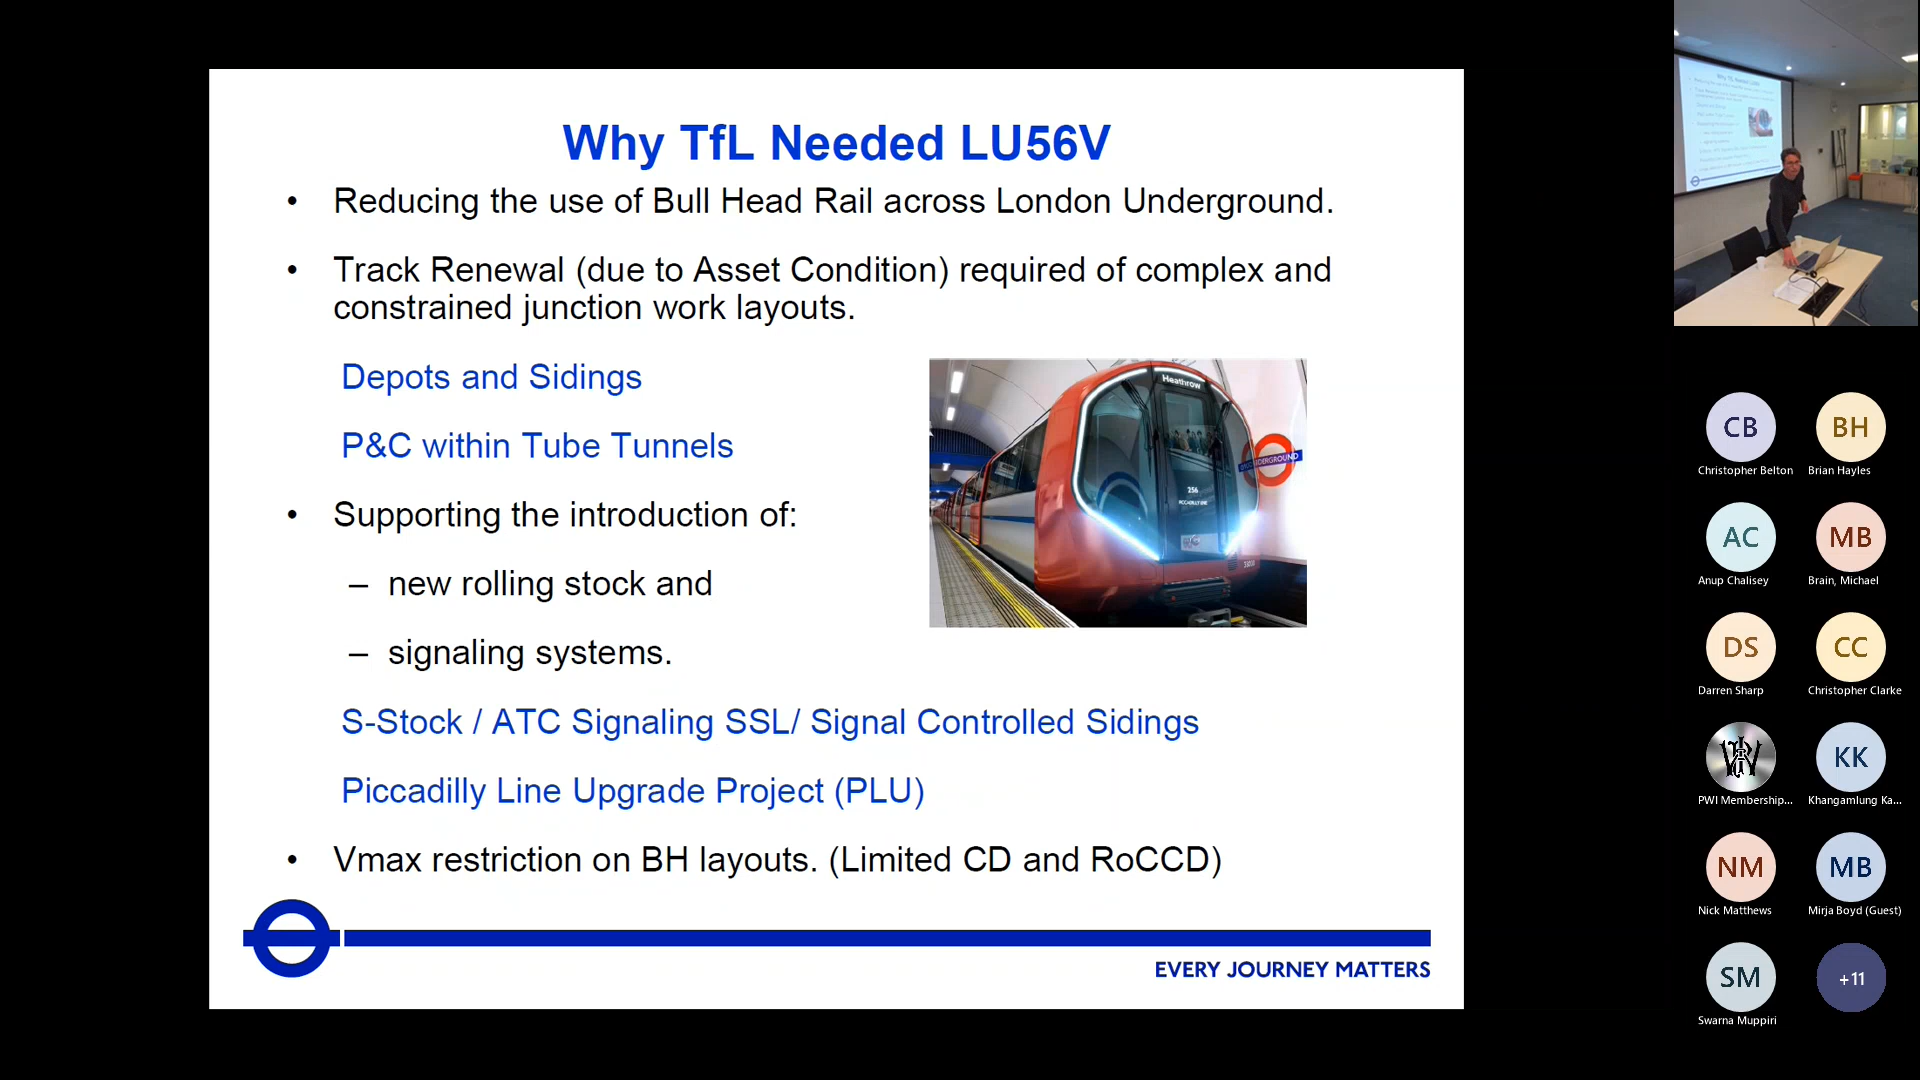 Why TfL Needed LU56V
• Reducing the use of Bull Head Rail across London Underground.
• Track Renewal (due to Asset Condition) required of complex and
constrained junction work layouts.
Depots and Sidings
P&C within Tube Tunnels
• Supporting the introduction of:
– new rolling stock and
– signaling systems.
S-Stock / ATC Signaling SSL/ Signal Controlled Sidings
Piccadilly Line Upgrade Project (PLU)
• Vmax restriction on BH layouts. (Limited CD and RoCCD)
EVERY JOURNEY MATTERS
Heathrow
256
UNDERGROUND
CB
Christopher Belton
BH
Brian Hayles
AC
Anup Chalisey
MB
Brain, Michael
DS
Darren Sharp
CC
Christopher Clarke
PWI Membership...
KK
Khangamlung Ka...
NM
Nick Matthews
MB
Mirja Boyd (Guest)
SM
Swarna Muppiri
+11